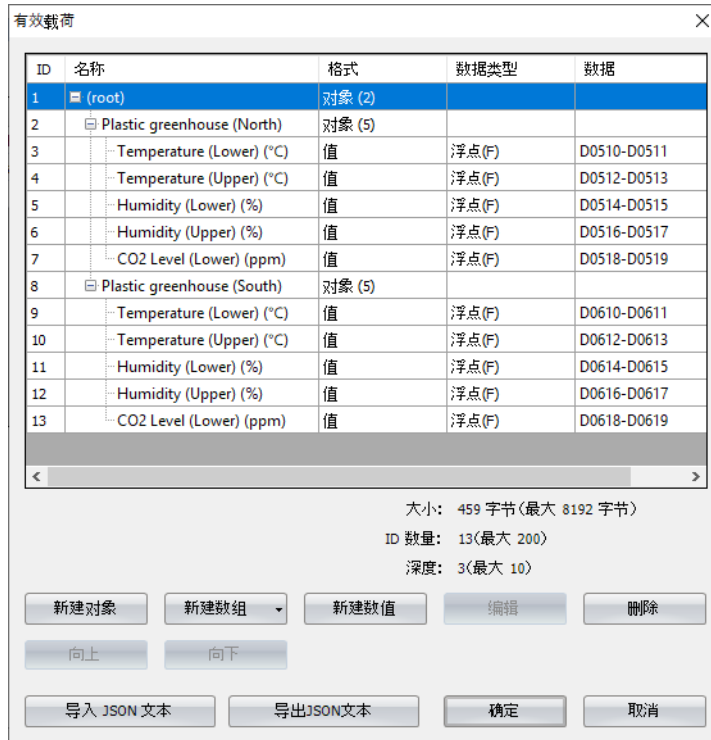 有效载荷
ID 名称 格式 数据类型 数据
1 (root) 对象 (2)
2 Plastic greenhouse (North) 对象 (5)
3 Temperature (Lower) (°C) 值 浮点(F) D0510-D0511
4 Temperature (Upper) (°C) 值 浮点(F) D0512-D0513
5 Humidity (Lower) (%) 值 浮点(F) D0514-D0515
6 Humidity (Upper) (%) 值 浮点(F) D0516-D0517
7 CO2 Level (Lower) (ppm) 值 浮点(F) D0518-D0519
8 Plastic greenhouse (South) 对象 (5)
9 Temperature (Lower) (°C) 值 浮点(F) D0610-D0611
10 Temperature (Upper) (°C) 值 浮点(F) D0612-D0613
11 Humidity (Lower) (%) 值 浮点(F) D0614-D0615
12 Humidity (Upper) (%) 值 浮点(F) D0616-D0617
13 CO2 Level (Lower) (ppm) 值 浮点(F) D0618-D0619
大小: 459 字节(最大 8192 字节)
ID 数量: 13(最大 200)
深度: 3(最大 10)
新建对象 新建数组 新建数值 编辑 删除
向上 向下
导入 JSON 文本 导出JSON文本 确定 取消